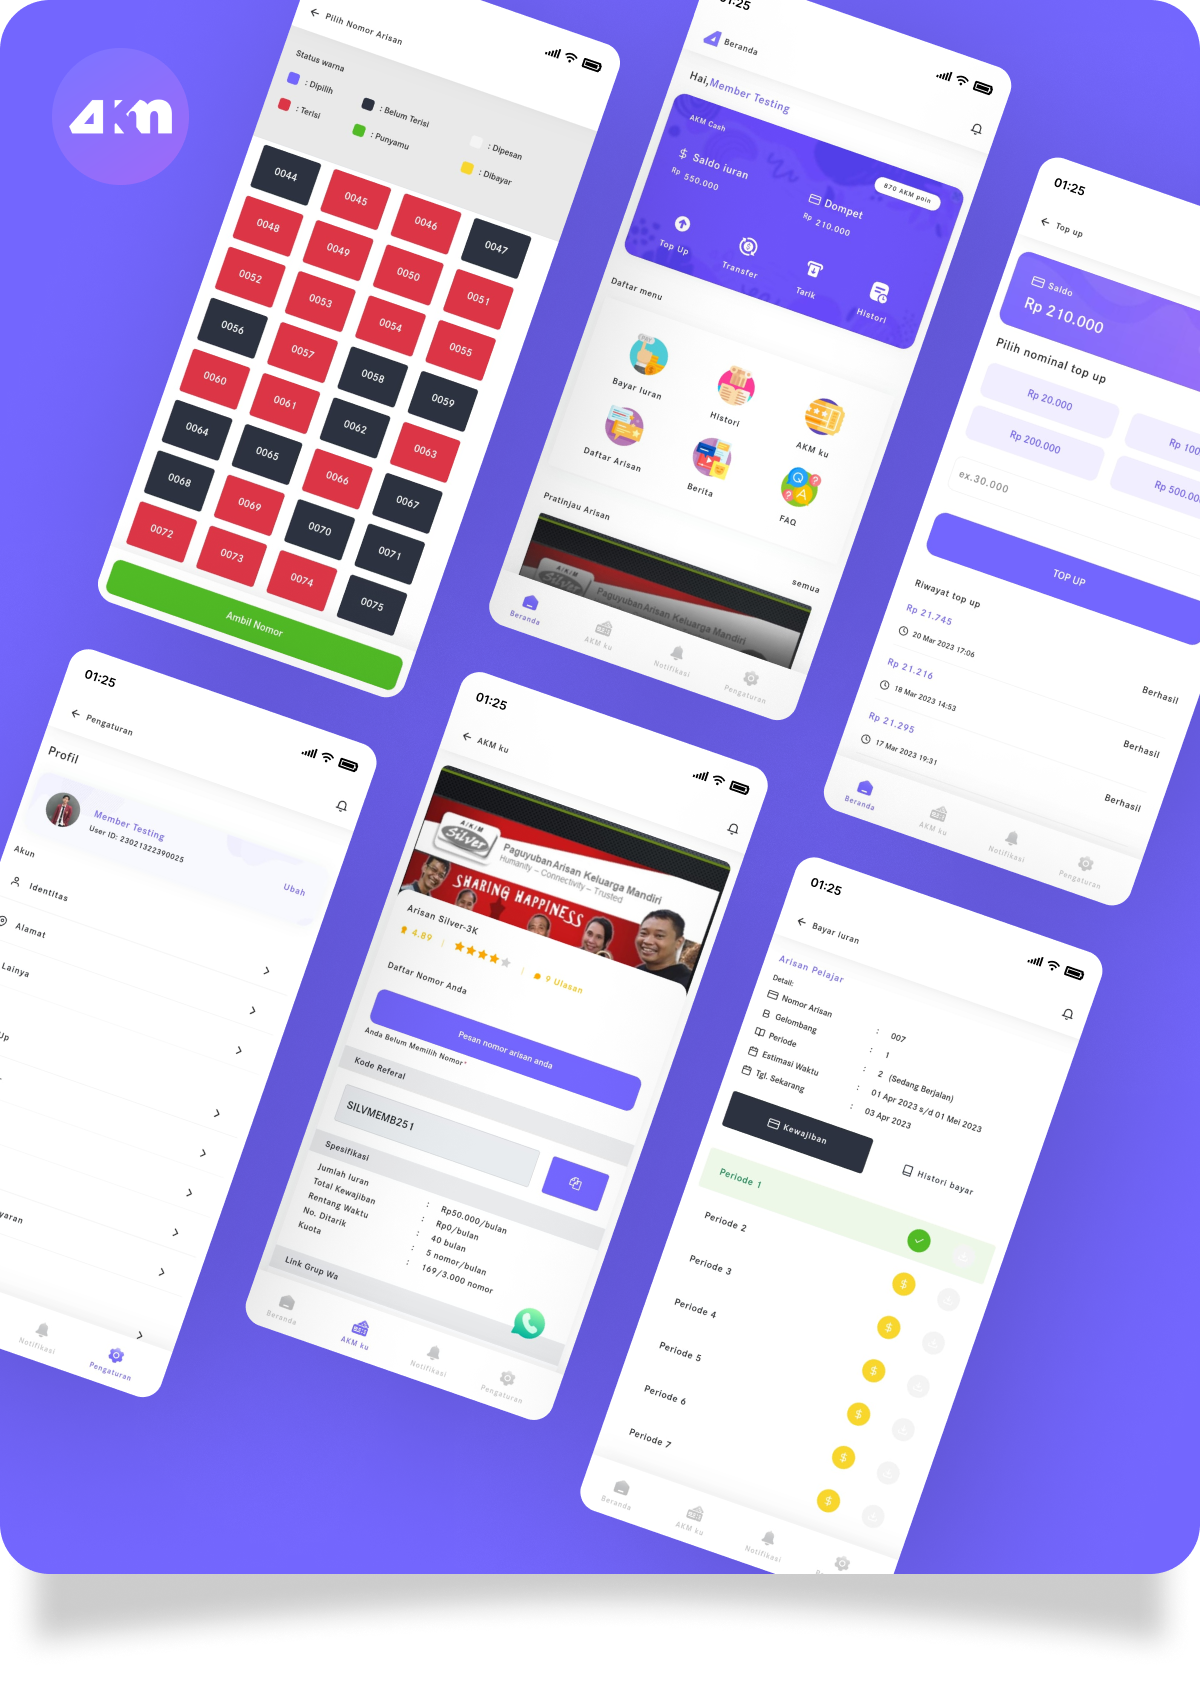 AKM
Pilih Nomor Arisan
Status warna
: Dipilih
: Belum Terisi
: Dipesan
: Terisi
: Punyamu
: Dibayar
0044
0045
0046
0047
0048
0049
0050
0051
0052
0053
0054
0055
0056
0057
0058
0059
0060
0061
0062
0063
0064
0065
0066
0067
0068
0069
0070
0071
0072
0073
0074
0075
Ambil Nomor
01:25
Beranda
Hai, Member Testing
AKM Cash
870 AKM poin
Saldo iuran
Rp 550.000
Dompet
Rp 210.000
Top Up
Transfer
Tarik
Histori
Daftar menu
Bayar Iuran
Histori
AKM ku
Daftar Arisan
Berita
FAQ
Pratinjau Arisan
semua
A/K/M
Silver
Paguyuban Arisan Keluarga Mandiri
Beranda
AKM ku
Notifikasi
Pengaturan
01:25
Top up
Saldo
Rp 210.000
Pilih nominal top up
Rp 20.000
Rp 100
Rp 200.000
Rp 500.00
ex.30.000
TOP UP
Riwayat top up
Rp 21.745
20 Mar 2023 17:06
Berhasil
Rp 21.216
18 Mar 2023 14:53
Berhasil
Rp 21.295
17 Mar 2023 19:31
Berhasil
Beranda
AKM ku
Notifikasi
Pengaturan
01:25
Pengaturan
Profil
Member Testing
User ID: 23021322390025
Ubah
Akun
Identitas
Alamat
Lainya
Up
yaran
Notifikasi
Pengaturan
01:25
AKM ku
A/K/M
Silver
Paguyuban Arisan Keluarga Mandiri
Humanity – Connectivity – Trusted
SHARING HAPPINESS
Arisan Silver-3K
4.89
9 Ulasan
Daftar Nomor Anda
Pesan nomor arisan anda
Anda Belum Memilih Nomor*
Kode Referal
SILVMEMB251
Spesifikasi
Jumlah Iuran : Rp50.000/bulan
Total Kewajiban : Rp0/bulan
Rentang Waktu : 40 bulan
No. Ditarik : 5 nomor/bulan
Kuota : 169/3.000 nomor
Link Grup Wa
Beranda
AKM ku
Notifikasi
Pengaturan
01:25
Bayar Iuran
Arisan Pelajar
Detail:
Nomor Arisan : 007
Gelombang : 1
Periode : 2 (Sedang Berjalan)
Estimasi Waktu : 01 Apr 2023 s/d 01 Mei 2023
Tgl. Sekarang : 03 Apr 2023
Kewajiban
Histori bayar
Periode 1
Periode 2
Periode 3
Periode 4
Periode 5
Periode 6
Periode 7
Beranda
AKM ku
Notifikasi